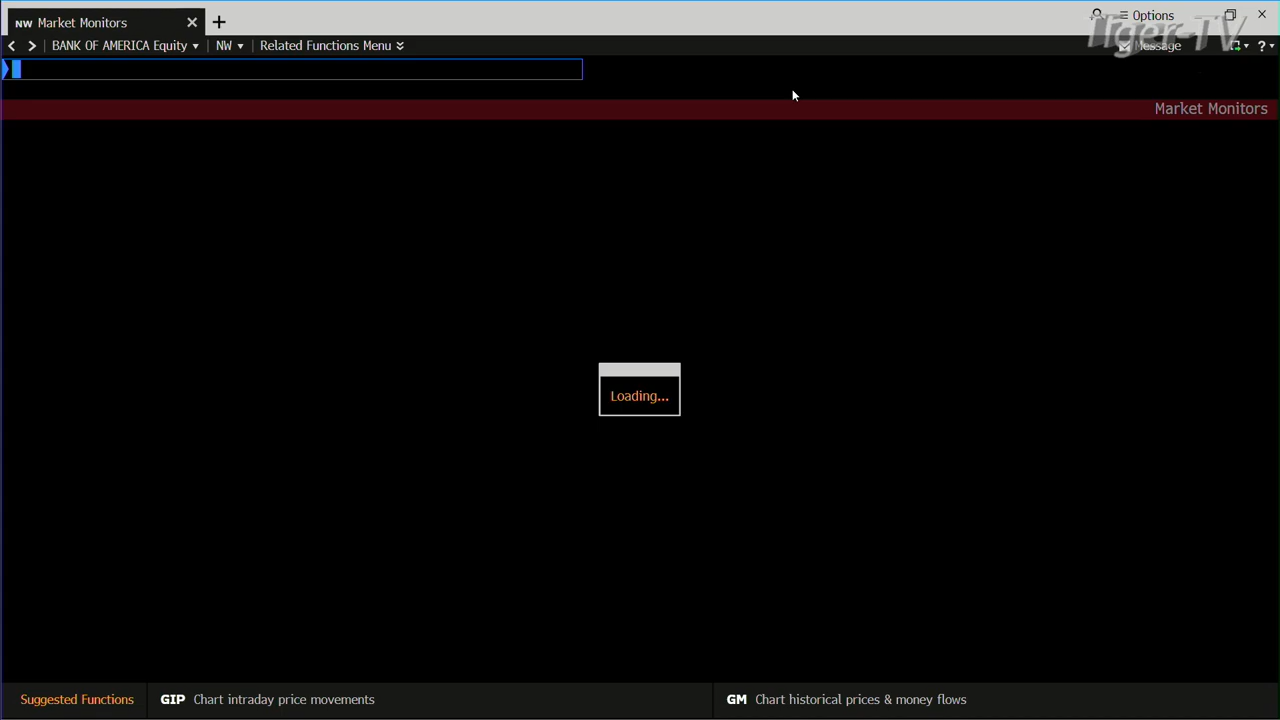 NW Market Monitors
Options
Tiger-TV
BANK OF AMERICA Equity NW Related Functions Menu
Message
?
Market Monitors
Loading...
Suggested Functions GIP Chart intraday price movements GM Chart historical prices & money flows